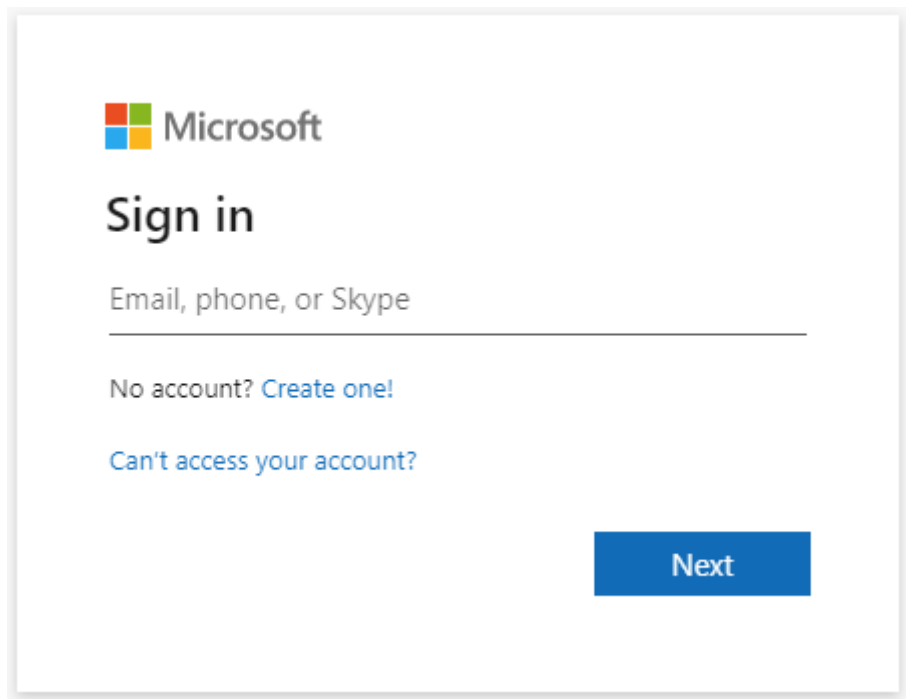 Microsoft
Sign in
Email, phone, or Skype
No account? Create one!
Can't access your account?
Next